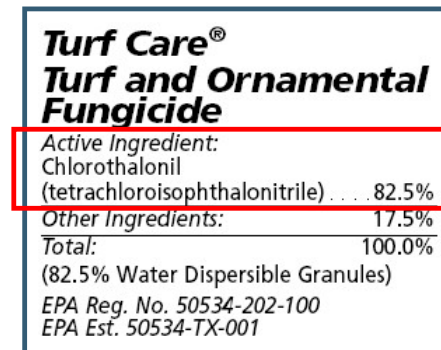 Turf Care®
Turf and Ornamental
Fungicide
Active Ingredient:
Chlorothalonil
(tetrachloroisophthalonitrile) . . . . 82.5%
Other Ingredients: 17.5%
Total: 100.0%
(82.5% Water Dispersible Granules)
EPA Reg. No. 50534-202-100
EPA Est. 50534-TX-001